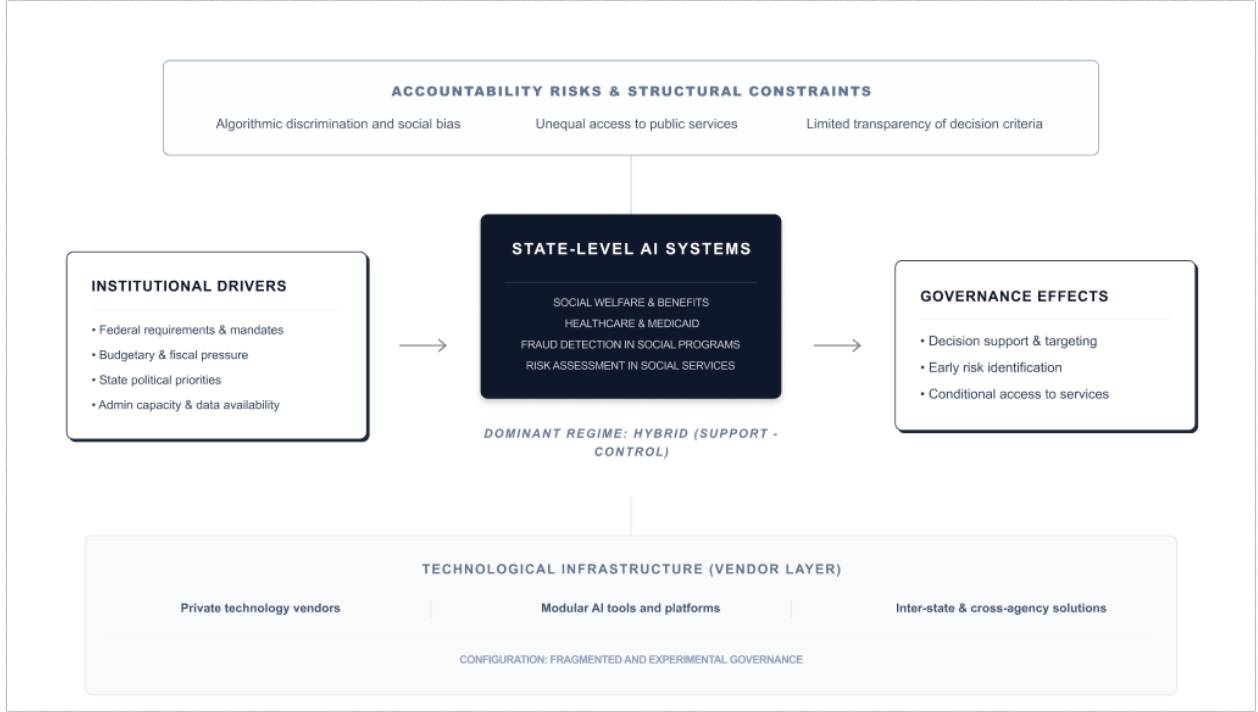 ACCOUNTABILITY RISKS & STRUCTURAL CONSTRAINTS
Algorithmic discrimination and social bias
Unequal access to public services
Limited transparency of decision criteria
INSTITUTIONAL DRIVERS
• Federal requirements & mandates
• Budgetary & fiscal pressure
• State political priorities
• Admin capacity & data availability
STATE-LEVEL AI SYSTEMS
SOCIAL WELFARE & BENEFITS
HEALTHCARE & MEDICAID
FRAUD DETECTION IN SOCIAL PROGRAMS
RISK ASSESSMENT IN SOCIAL SERVICES
DOMINANT REGIME: HYBRID (SUPPORT -
CONTROL)
GOVERNANCE EFFECTS
• Decision support & targeting
• Early risk identification
• Conditional access to services
TECHNOLOGICAL INFRASTRUCTURE (VENDOR LAYER)
Private technology vendors
Modular AI tools and platforms
Inter-state & cross-agency solutions
CONFIGURATION: FRAGMENTED AND EXPERIMENTAL GOVERNANCE